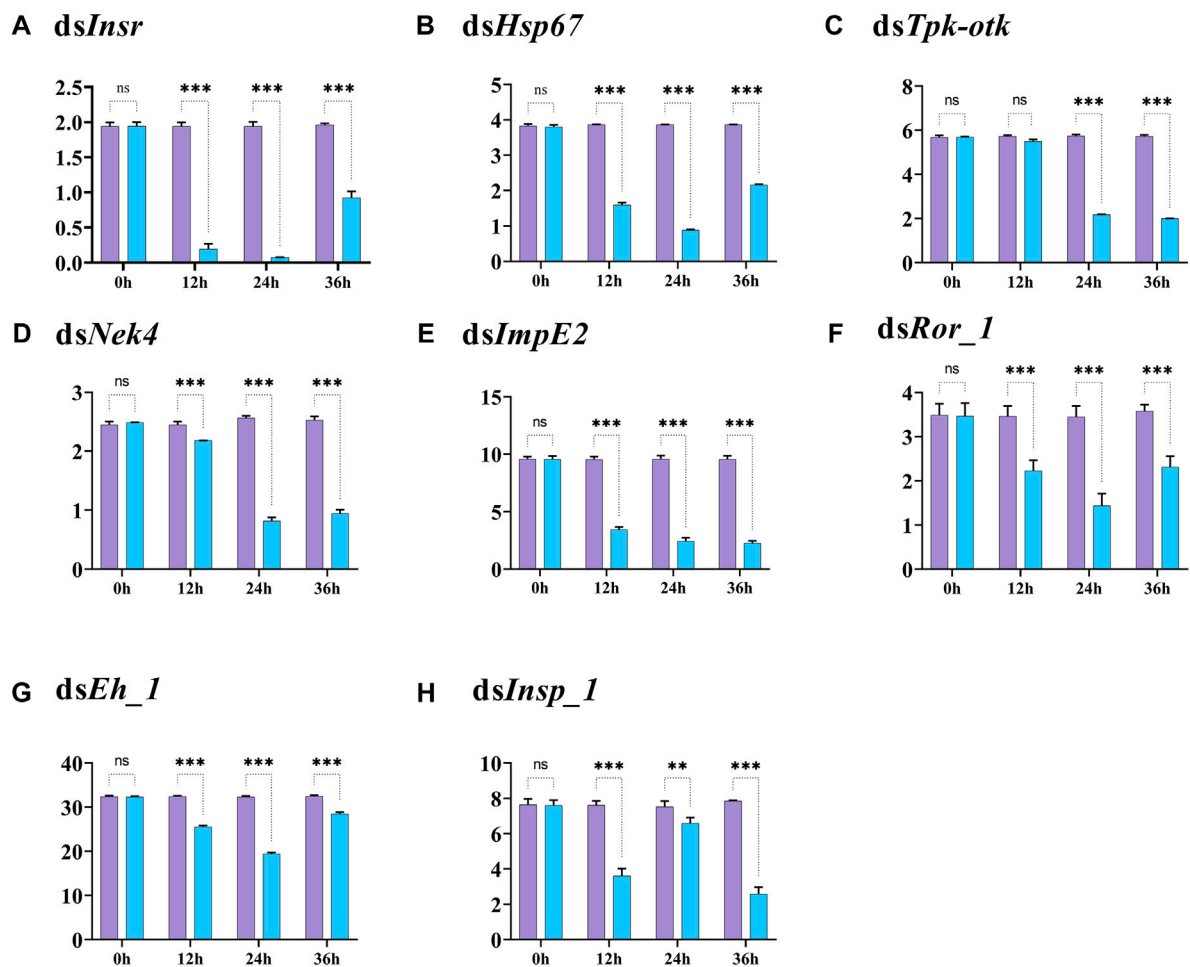 A dsInsr
B dsHsp67
C dsTpk-otk
2.5
2.0
1.5
1.0
0.5
0.0
ns
***
***
***
0h 12h 24h 36h
5
4
3
2
1
0
ns
***
***
***
0h 12h 24h 36h
8
6
4
2
0
ns
ns
***
***
0h 12h 24h 36h
D dsNek4
E dsImpE2
F dsRor_1
3
2
1
0
ns
***
***
***
0h 12h 24h 36h
15
10
5
0
ns
***
***
***
0h 12h 24h 36h
4
3
2
1
0
ns
***
***
***
0h 12h 24h 36h
G dsEh_1
H dsInsp_1
40
30
20
10
0
ns
***
***
***
0h 12h 24h 36h
10
8
6
4
2
0
ns
***
**
***
0h 12h 24h 36h